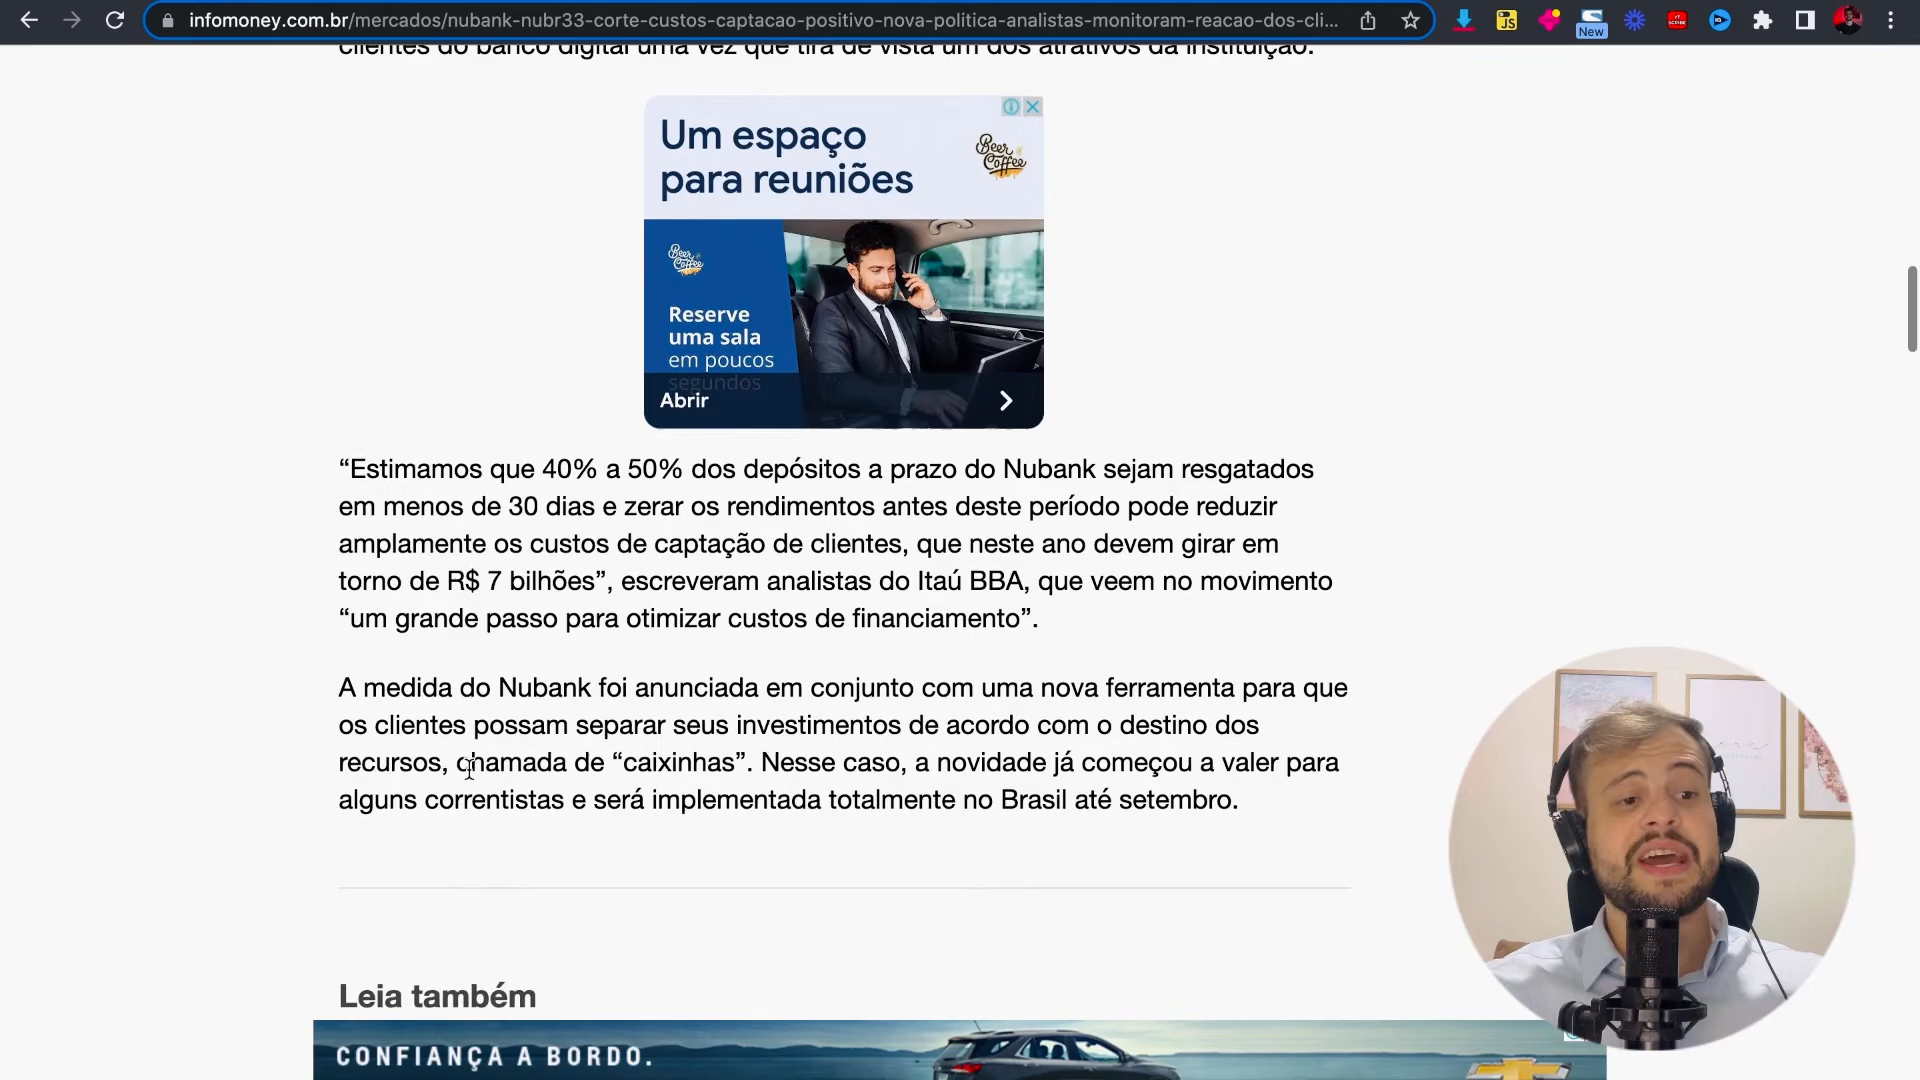 infomoney.com.br/mercados/nubank-nubr33-corte-custos-captacao-positivo-nova-politica-analistas-monitoram-reacao-dos-cli...
New
clientes do banco digital uma vez que tira de vista um dos atrativos da instituição.
Um espaço
para reuniões
Beer or Coffee
Beer or Coffee
Reserve
uma sala
em poucos
segundos
Abrir
“Estimamos que 40% a 50% dos depósitos a prazo do Nubank sejam resgatados
em menos de 30 dias e zerar os rendimentos antes deste período pode reduzir
amplamente os custos de captação de clientes, que neste ano devem girar em
torno de R$ 7 bilhões”, escreveram analistas do Itaú BBA, que veem no movimento
“um grande passo para otimizar custos de financiamento”.
A medida do Nubank foi anunciada em conjunto com uma nova ferramenta para que
os clientes possam separar seus investimentos de acordo com o destino dos
recursos, chamada de “caixinhas”. Nesse caso, a novidade já começou a valer para
alguns correntistas e será implementada totalmente no Brasil até setembro.
Leia também
CONFIANÇA A BORDO.